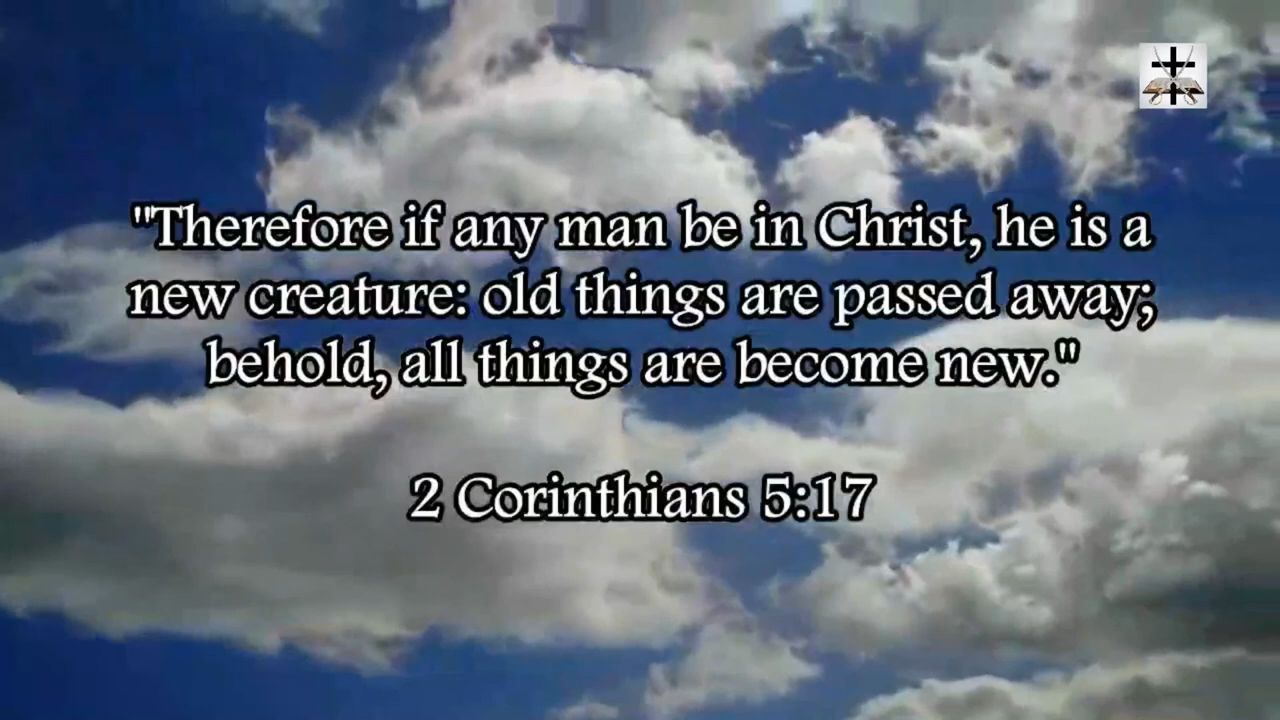 "Therefore if any man be in Christ, he is a
new creature: old things are passed away;
behold, all things are become new."
2 Corinthians 5:17